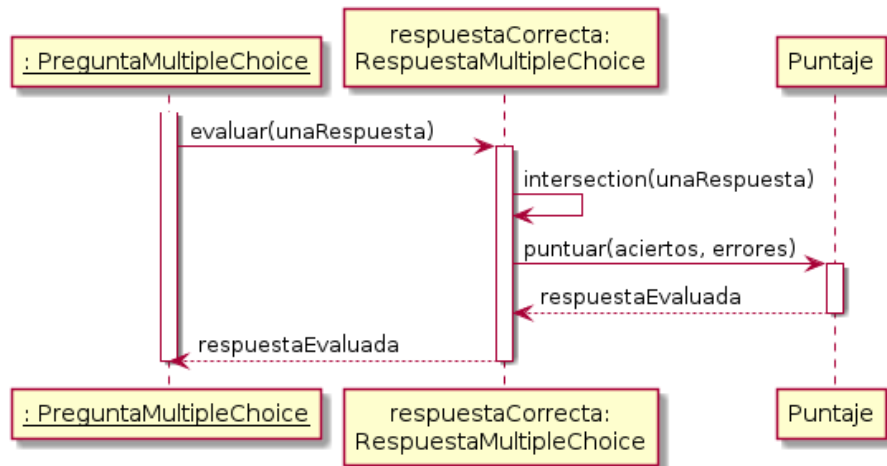 : PreguntaMultipleChoice
respuestaCorrecta:
RespuestaMultipleChoice
Puntaje
evaluar(unaRespuesta)
intersection(unaRespuesta)
puntuar(aciertos, errores)
respuestaEvaluada
respuestaEvaluada
: PreguntaMultipleChoice
respuestaCorrecta:
RespuestaMultipleChoice
Puntaje